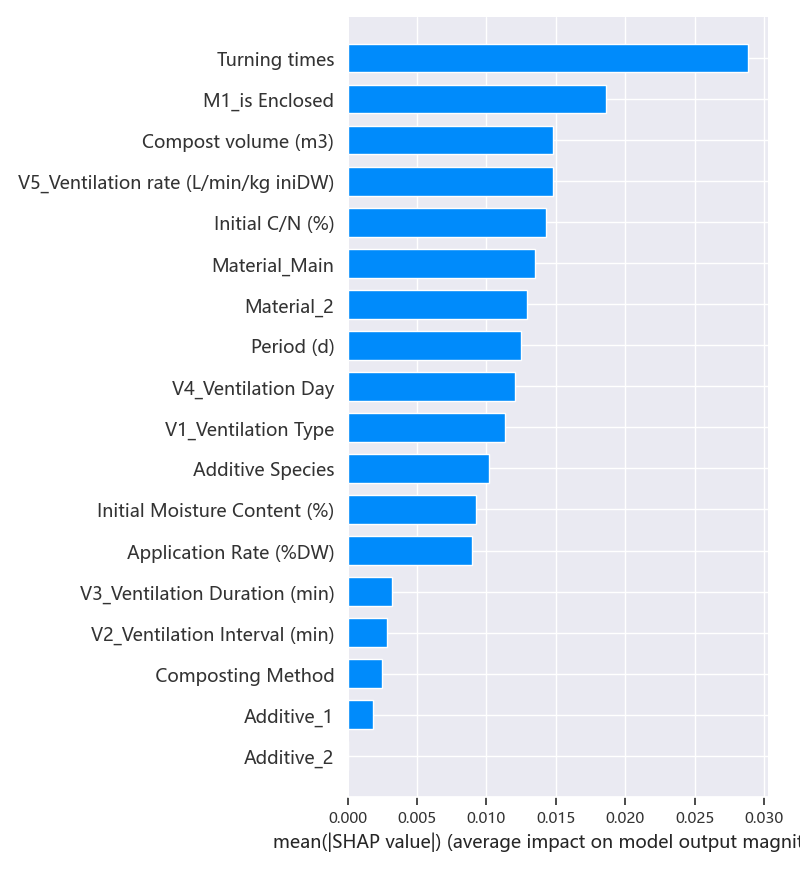 Turning times
M1_is Enclosed
Compost volume (m3)
V5_Ventilation rate (L/min/kg iniDW)
Initial C/N (%)
Material_Main
Material_2
Period (d)
V4_Ventilation Day
V1_Ventilation Type
Additive Species
Initial Moisture Content (%)
Application Rate (%DW)
V3_Ventilation Duration (min)
V2_Ventilation Interval (min)
Composting Method
Additive_1
Additive_2
0.000 0.005 0.010 0.015 0.020 0.025 0.030
mean(|SHAP value|) (average impact on model output magnit